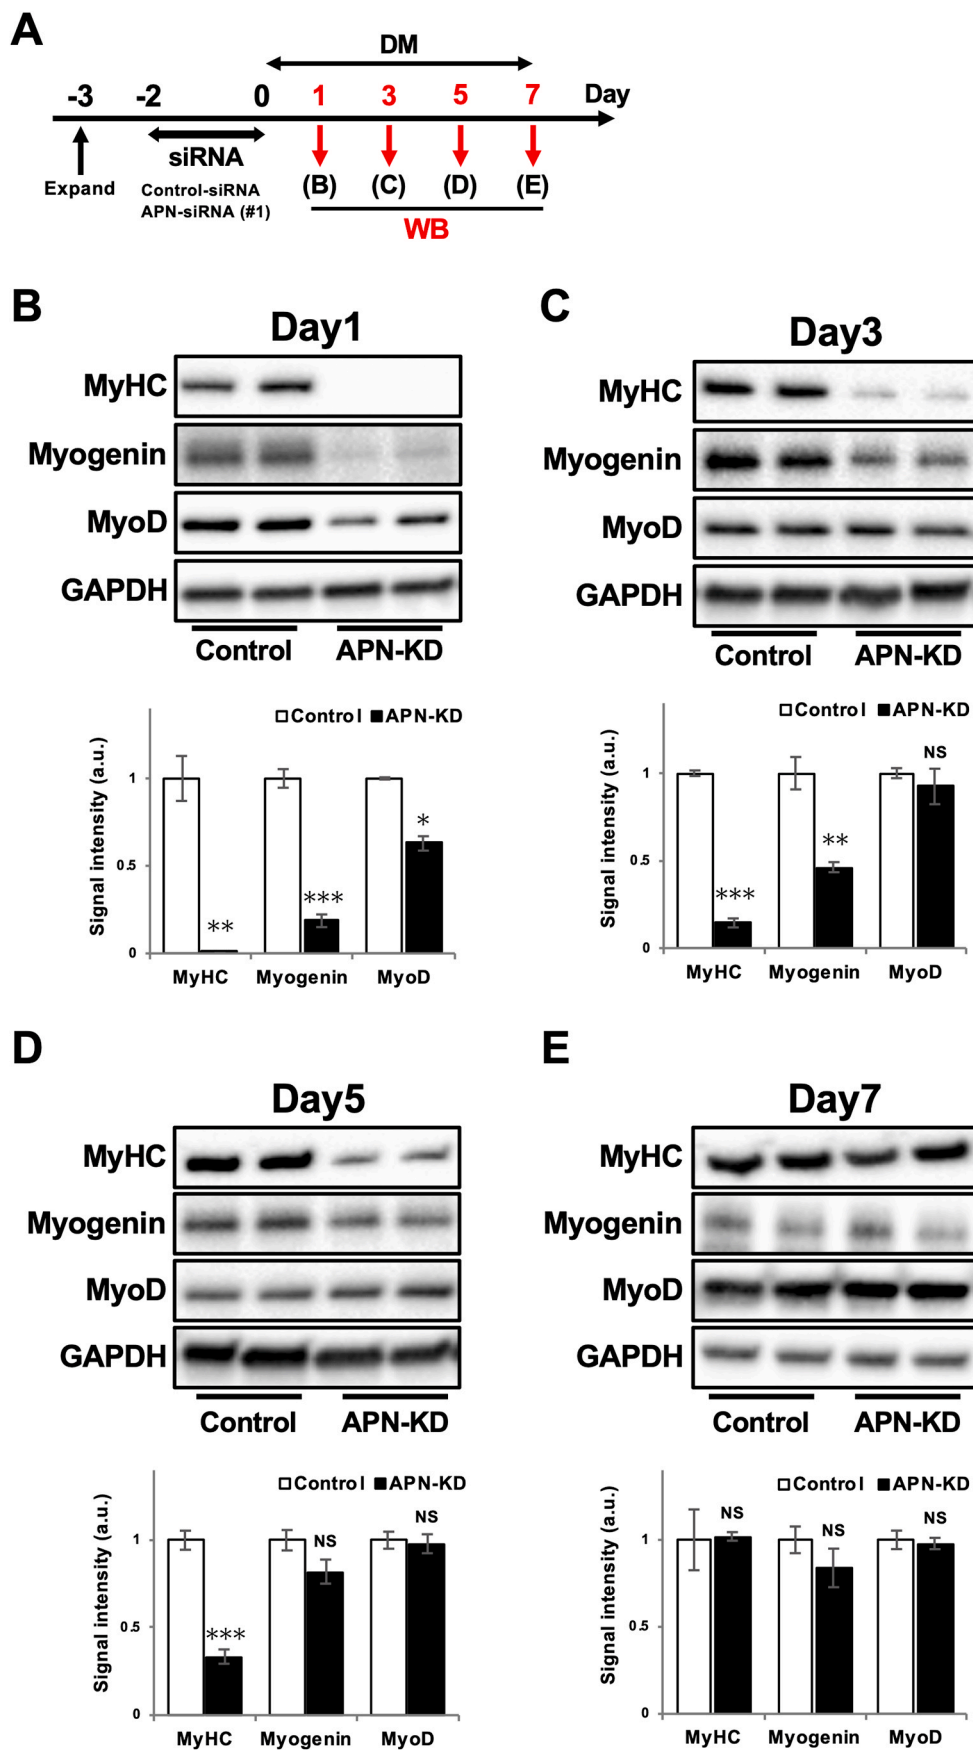 A
DM
-3 -2 0 1 3 5 7 Day
siRNA
Expand
Control-siRNA
APN-siRNA (#1)
(B) (C) (D) (E)
WB
B
Day1
MyHC
Myogenin
MyoD
GAPDH
Control APN-KD
Control APN-KD
Signal intensity (a.u.)
1
0.5
0
**
***
*
MyHC Myogenin MyoD
C
Day3
MyHC
Myogenin
MyoD
GAPDH
Control APN-KD
Control APN-KD
Signal intensity (a.u.)
1
0.5
0
***
**
NS
MyHC Myogenin MyoD
D
Day5
MyHC
Myogenin
MyoD
GAPDH
Control APN-KD
Control APN-KD
Signal intensity (a.u.)
1
0.5
0
***
NS
NS
MyHC Myogenin MyoD
E
Day7
MyHC
Myogenin
MyoD
GAPDH
Control APN-KD
Control APN-KD
Signal intensity (a.u.)
1
0.5
0
NS
NS
NS
MyHC Myogenin MyoD